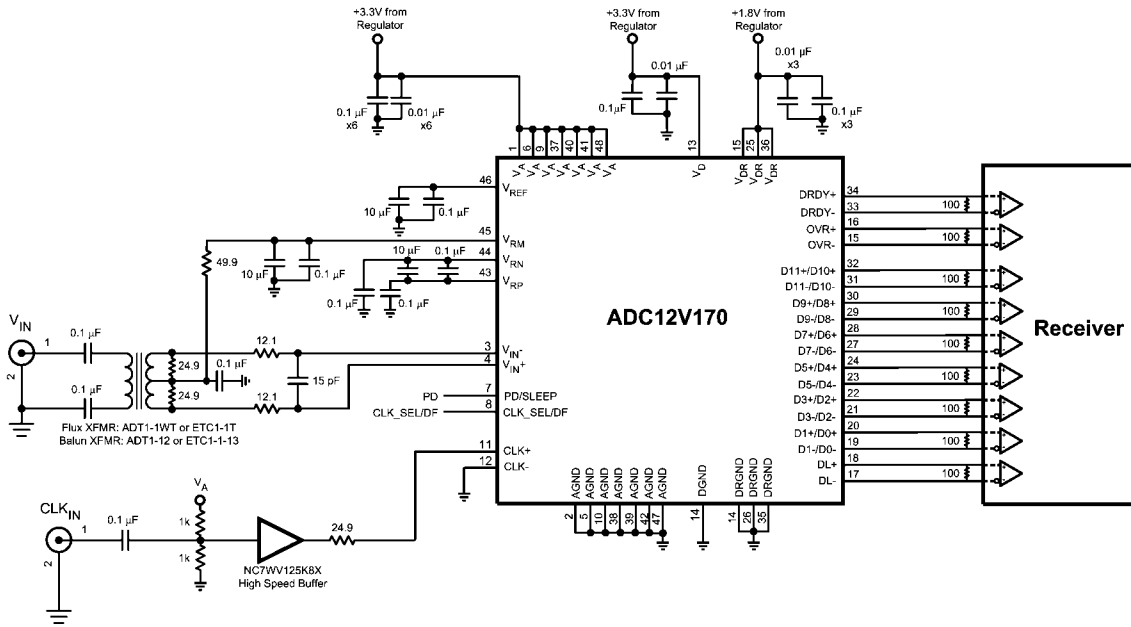 +3.3V from
Regulator
+3.3V from
Regulator
+1.8V from
Regulator
0.1 µF
x6
0.01 µF
x6
0.01 µF
0.1µF
0.01 µF
x3
0.1 µF
x3
1
6
9
37
40
41
48
13
15
25
36
VA
VA
VA
VA
VA
VA
VA
VD
VDR
VDR
VDR
46
VREF
10 µF
0.1 µF
45
VRM
49.9
10 µF
0.1 µF
44
VRN
43
VRP
10 µF
0.1 µF
0.1 µF
0.1 µF
ADC12V170
Receiver
34
DRDY+
33
DRDY-
100
16
OVR+
15
OVR-
100
32
D11+/D10+
31
D11-/D10-
100
30
D9+/D8+
29
D9-/D8-
100
28
D7+/D6+
27
D7-/D6-
100
24
D5+/D4+
23
D5-/D4-
100
22
D3+/D2+
21
D3-/D2-
100
20
D1+/D0+
19
D1-/D0-
100
18
DL+
17
DL-
100
VIN
1
2
0.1 µF
0.1 µF
24.9
24.9
0.1 µF
12.1
12.1
15 pF
3
VIN-
4
VIN+
PD
7
PD/SLEEP
CLK_SEL/DF
8
CLK_SEL/DF
Flux XFMR: ADT1-1WT or ETC1-1T
Balun XFMR: ADT1-12 or ETC1-1-13
11
CLK+
12
CLK-
AGND
AGND
AGND
AGND
AGND
AGND
AGND
DGND
DRGND
DRGND
DRGND
2
5
10
38
39
42
47
14
14
26
35
CLKIN
1
2
0.1 µF
VA
1k
1k
24.9
NC7WV125K8X
High Speed Buffer